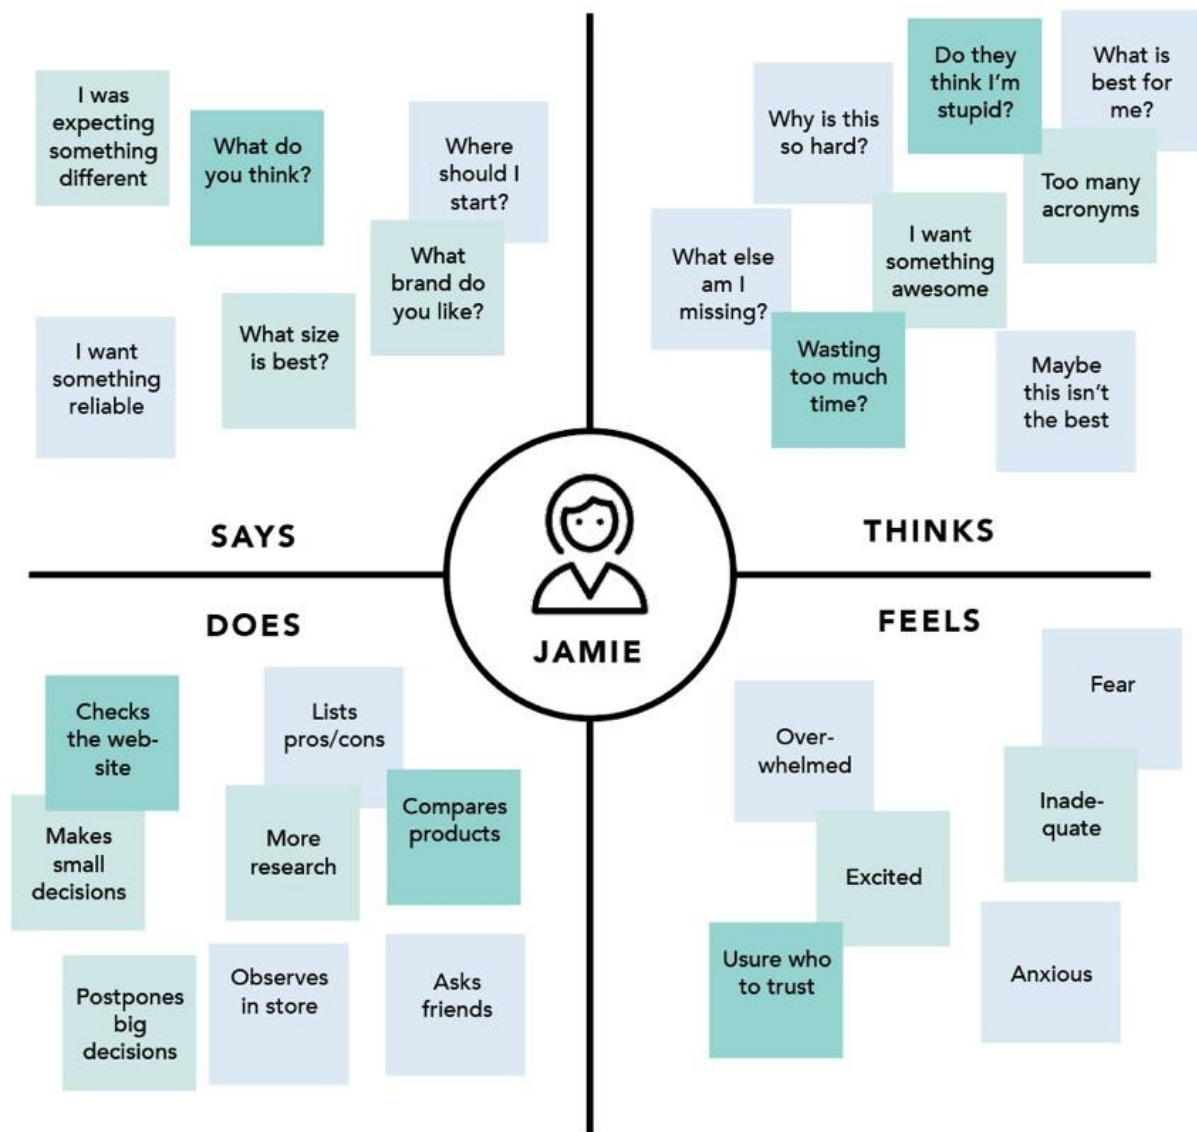 I was
expecting
something
different
What do
you think?
Where
should I
start?
What
brand do
you like?
I want
something
reliable
What size
is best?
SAYS
Do they
think I'm
stupid?
What is
best for
me?
Why is this
so hard?
Too many
acronyms
I want
something
awesome
What else
am I
missing?
Wasting
too much
time?
Maybe
this isn't
the best
THINKS
JAMIE
DOES
Checks
the web-
site
Lists
pros/cons
Compares
products
Makes
small
decisions
More
research
Postpones
big
decisions
Observes
in store
Asks
friends
FEELS
Fear
Over-
whelmed
Inade-
quate
Excited
Usure who
to trust
Anxious